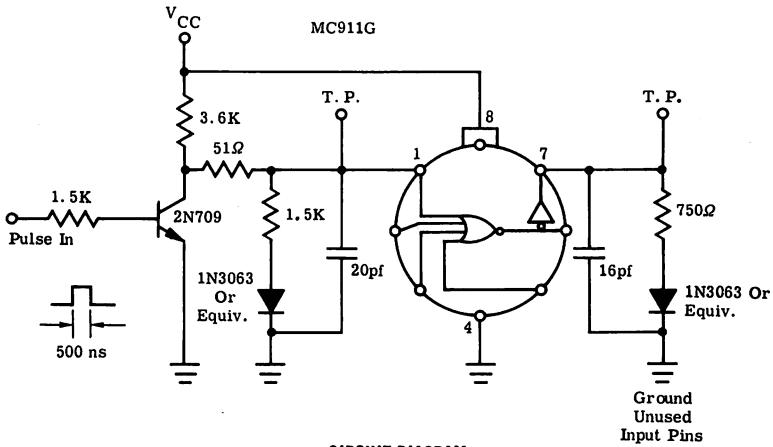 V CC
MC911G
T. P.
T. P.
3.6K
8
51Ω
1
7
1.5K
2N709
1.5K
750Ω
Pulse In
20pf
16pf
1N3063
Or
Equiv.
1N3063 Or
Equiv.
4
500 ns
Ground
Unused
Input Pins